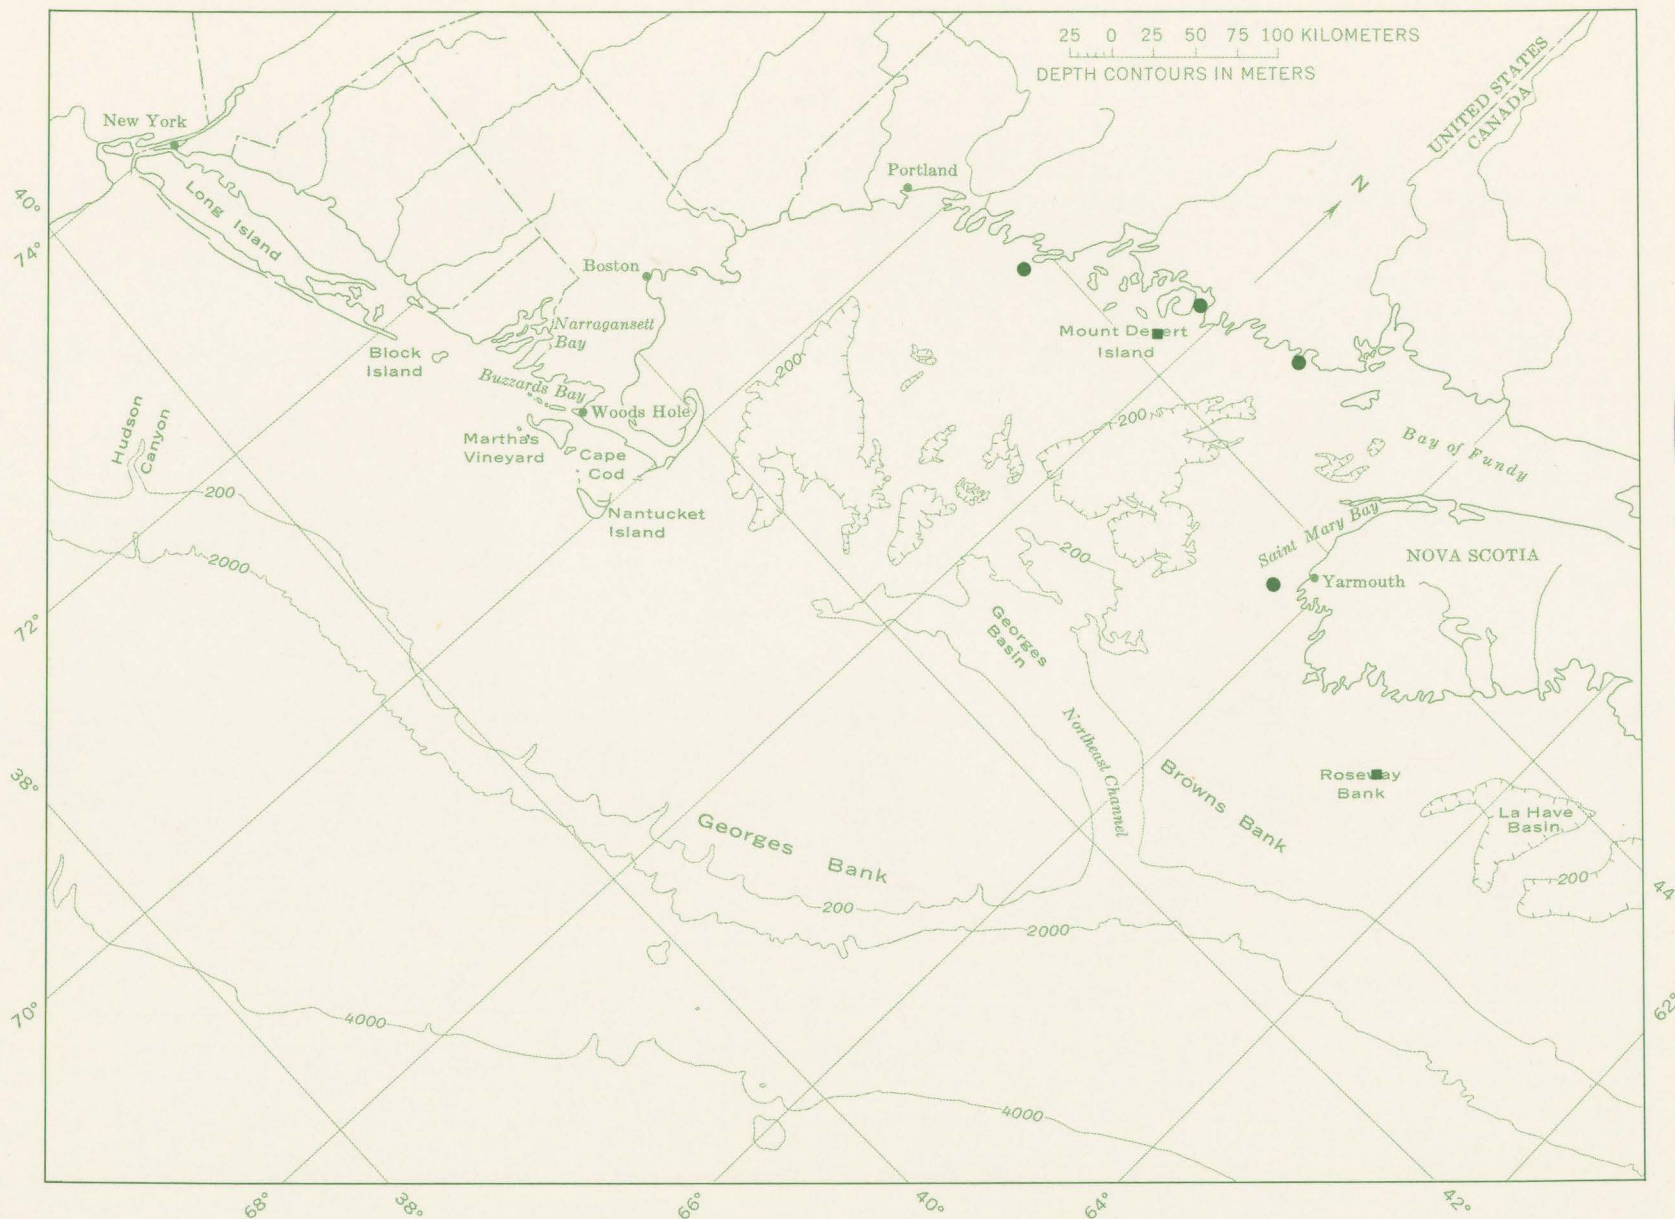 25 0 25 50 75 100 KILOMETERS
DEPTH CONTOURS IN METERS
UNITED STATES
CANADA
New York
Portland
N
40°
74°
Long Island
Boston
Narragansett
Bay
Mount Desert
Island
200
Block
Island
Buzzards Bay
Woods Hole
200
Bay of Fundy
Hudson
Canyon
Marthas
Vineyard
Cape
Cod
200
Nantucket
Island
Saint Mary Bay
200
NOVA SCOTIA
2000
Yarmouth
72°
Georges
Basin
Northeast Channel
38°
Roseway
Bank
Browns Bank
La Have
Basin
Georges Bank
200
44°
200
2000
70°
4000
62°
4000
68°
38°
66°
40°
64°
42°